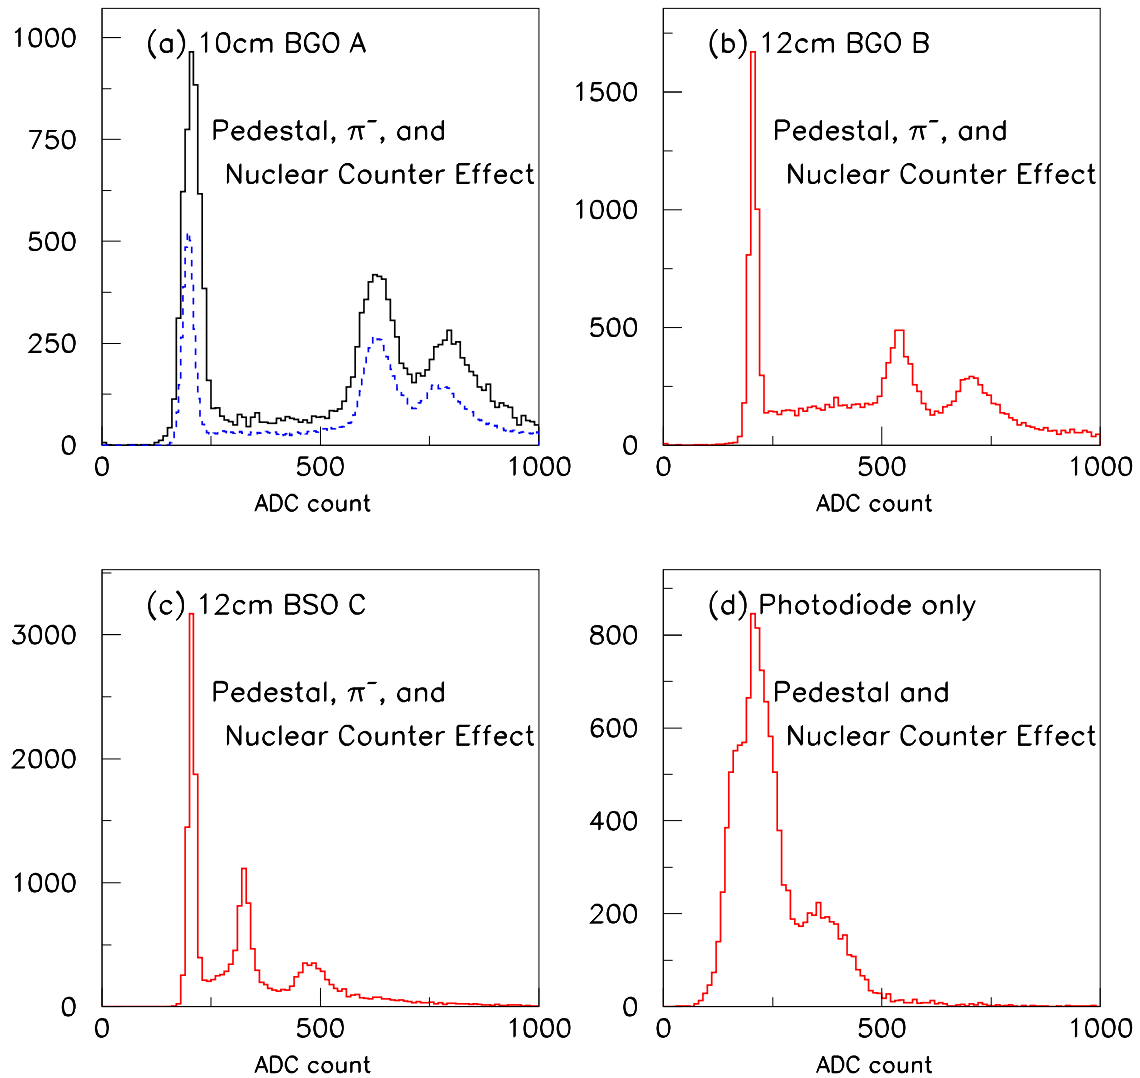 (a) 10cm BGO A
Pedestal, π⁻, and
Nuclear Counter Effect
1000
750
500
250
0
0 500 1000
ADC count
(b) 12cm BGO B
Pedestal, π⁻, and
Nuclear Counter Effect
1500
1000
500
0
0 500 1000
ADC count
(c) 12cm BSO C
Pedestal, π⁻, and
Nuclear Counter Effect
3000
2000
1000
0
0 500 1000
ADC count
(d) Photodiode only
Pedestal and
Nuclear Counter Effect
800
600
400
200
0
0 500 1000
ADC count